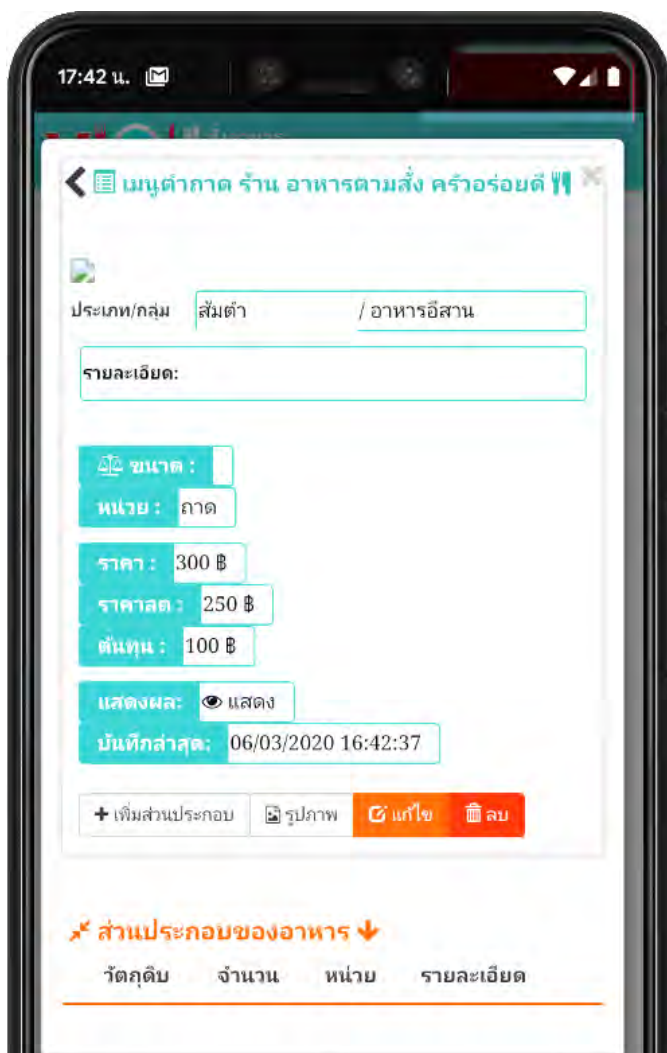 17:42 น.
เมนูตำถาด ร้าน อาหารตามสั่ง ครัวอร่อยดี
ประเภท/กลุ่ม ส้มตำ / อาหารอีสาน
รายละเอียด:
ขนาด :
หน่วย : ถาด
ราคา : 300 ฿
ราคาลด : 250 ฿
ต้นทุน : 100 ฿
แสดงผล: แสดง
บันทึกล่าสุด: 06/03/2020 16:42:37
+ เพิ่มส่วนประกอบ รูปภาพ แก้ไข ลบ
ส่วนประกอบของอาหาร
วัตถุดิบ จำนวน หน่วย รายละเอียด